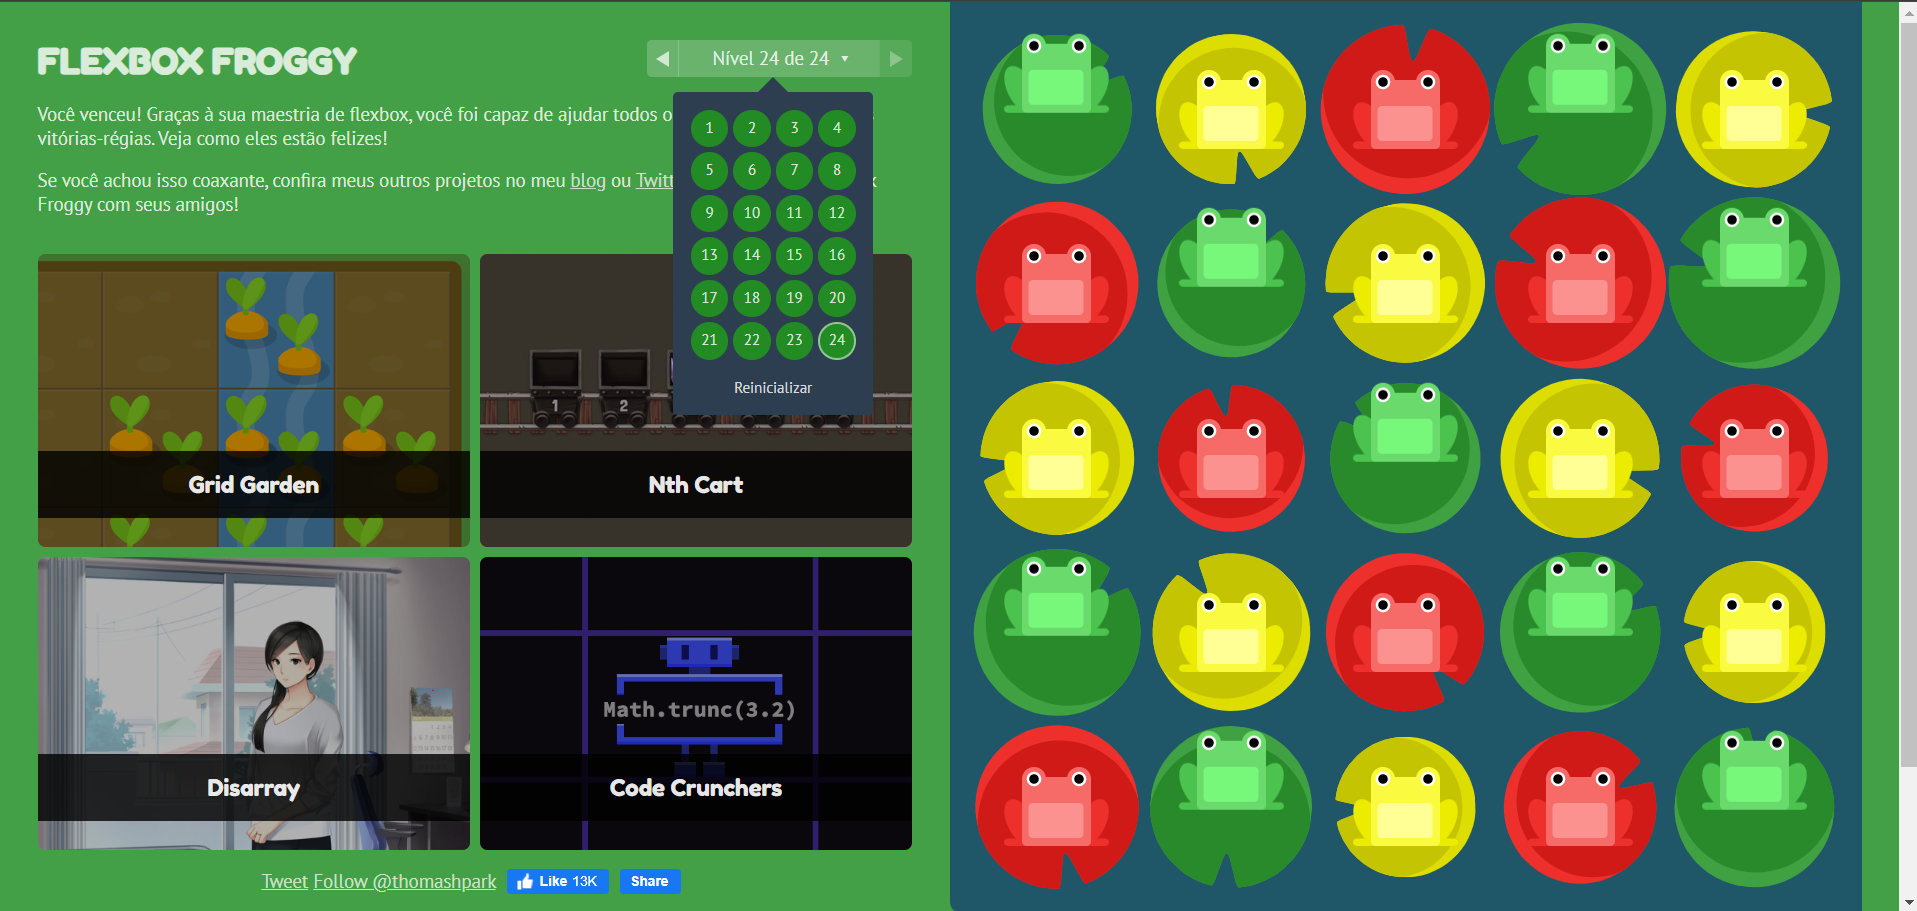 FLEXBOX FROGGY
Nível 24 de 24
Você venceu! Graças à sua maestria de flexbox, você foi capaz de ajudar todos o
vitórias-régias. Veja como eles estão felizes!
Se você achou isso coaxante, confira meus outros projetos no meu blog ou Twitt
Froggy com seus amigos!
1 2 3 4
5 6 7 8
9 10 11 12
13 14 15 16
17 18 19 20
21 22 23 24
Reinicializar
1 2
Grid Garden
Nth Cart
Math.trunc(3.2)
Disarray
Code Crunchers
Tweet Follow @thomashpark Like 13K Share